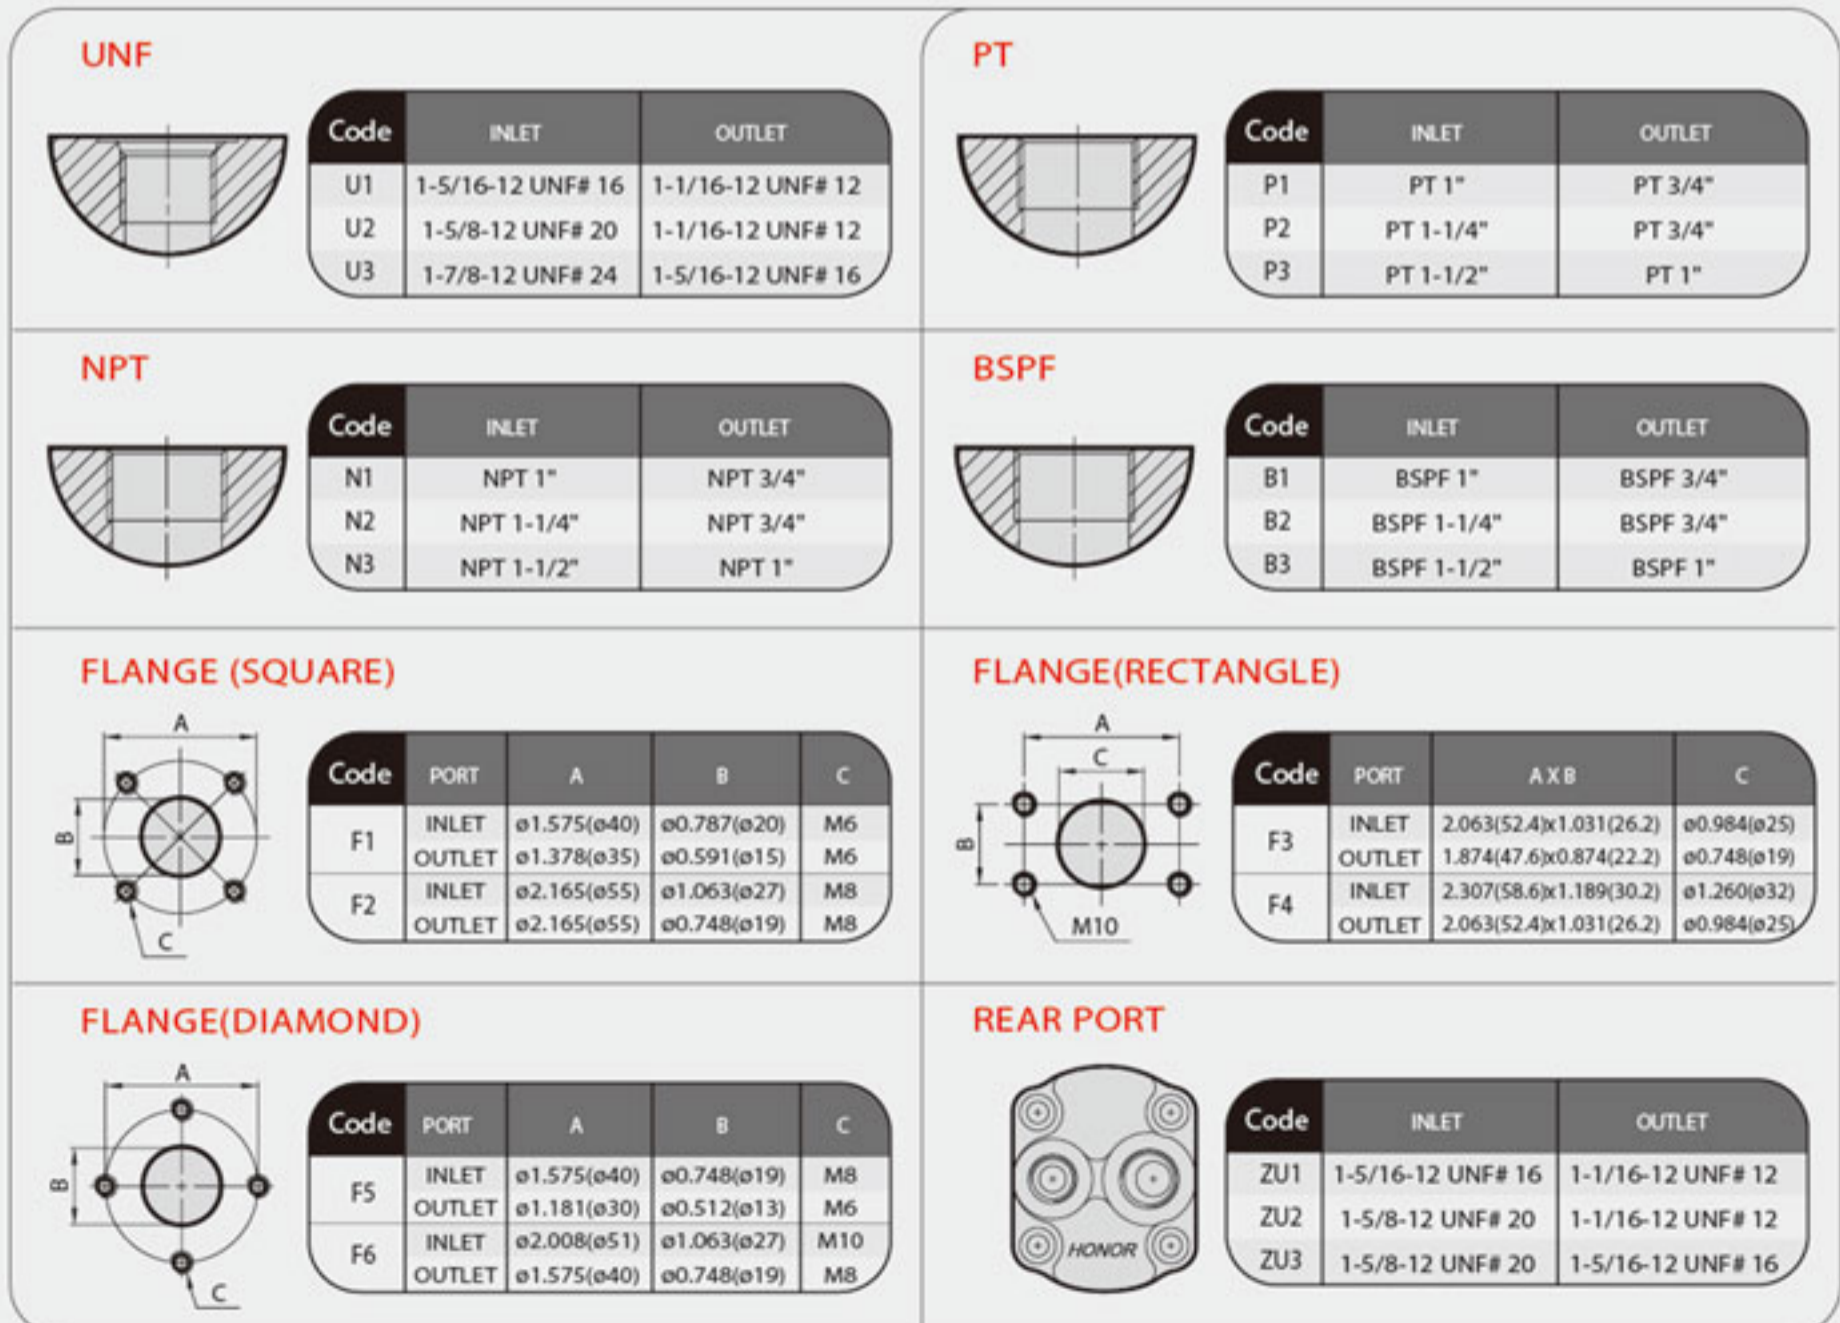 UNF
Code INLET OUTLET
U1 1-5/16-12 UNF# 16 1-1/16-12 UNF# 12
U2 1-5/8-12 UNF# 20 1-1/16-12 UNF# 12
U3 1-7/8-12 UNF# 24 1-5/16-12 UNF# 16
PT
Code INLET OUTLET
P1 PT 1" PT 3/4"
P2 PT 1-1/4" PT 3/4"
P3 PT 1-1/2" PT 1"
NPT
Code INLET OUTLET
N1 NPT 1" NPT 3/4"
N2 NPT 1-1/4" NPT 3/4"
N3 NPT 1-1/2" NPT 1"
BSPF
Code INLET OUTLET
B1 BSPF 1" BSPF 3/4"
B2 BSPF 1-1/4" BSPF 3/4"
B3 BSPF 1-1/2" BSPF 1"
FLANGE (SQUARE)
A
B
C
Code PORT A B C
F1
INLET ø1.575(ø40) ø0.787(ø20) M6
OUTLET ø1.378(ø35) ø0.591(ø15) M6
F2
INLET ø2.165(ø55) ø1.063(ø27) M8
OUTLET ø2.165(ø55) ø0.748(ø19) M8
FLANGE(RECTANGLE)
A
C
B
M10
Code PORT A X B C
F3
INLET 2.063(52.4)x1.031(26.2) ø0.984(ø25)
OUTLET 1.874(47.6)x0.874(22.2) ø0.748(ø19)
F4
INLET 2.307(58.6)x1.189(30.2) ø1.260(ø32)
OUTLET 2.063(52.4)x1.031(26.2) ø0.984(ø25)
FLANGE(DIAMOND)
A
B
C
Code PORT A B C
F5
INLET ø1.575(ø40) ø0.748(ø19) M8
OUTLET ø1.181(ø30) ø0.512(ø13) M6
F6
INLET ø2.008(ø51) ø1.063(ø27) M10
OUTLET ø1.575(ø40) ø0.748(ø19) M8
REAR PORT
HONOR
Code INLET OUTLET
ZU1 1-5/16-12 UNF# 16 1-1/16-12 UNF# 12
ZU2 1-5/8-12 UNF# 20 1-1/16-12 UNF# 12
ZU3 1-5/8-12 UNF# 20 1-5/16-12 UNF# 16